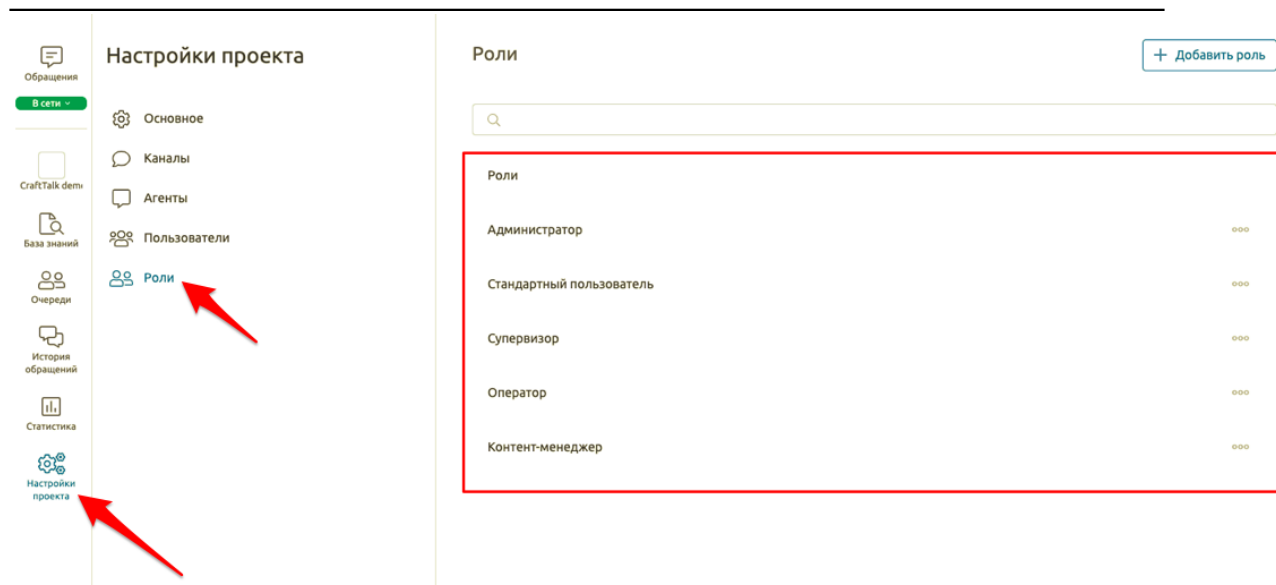 Обращения
В сети
CraftTalk dem
База знаний
Очереди
История
обращений
Статистика
Настройки
проекта
Настройки проекта
Основное
Каналы
Агенты
Пользователи
Роли
Роли
+ Добавить роль
Роли
Администратор
Стандартный пользователь
Супервизор
Оператор
Контент-менеджер